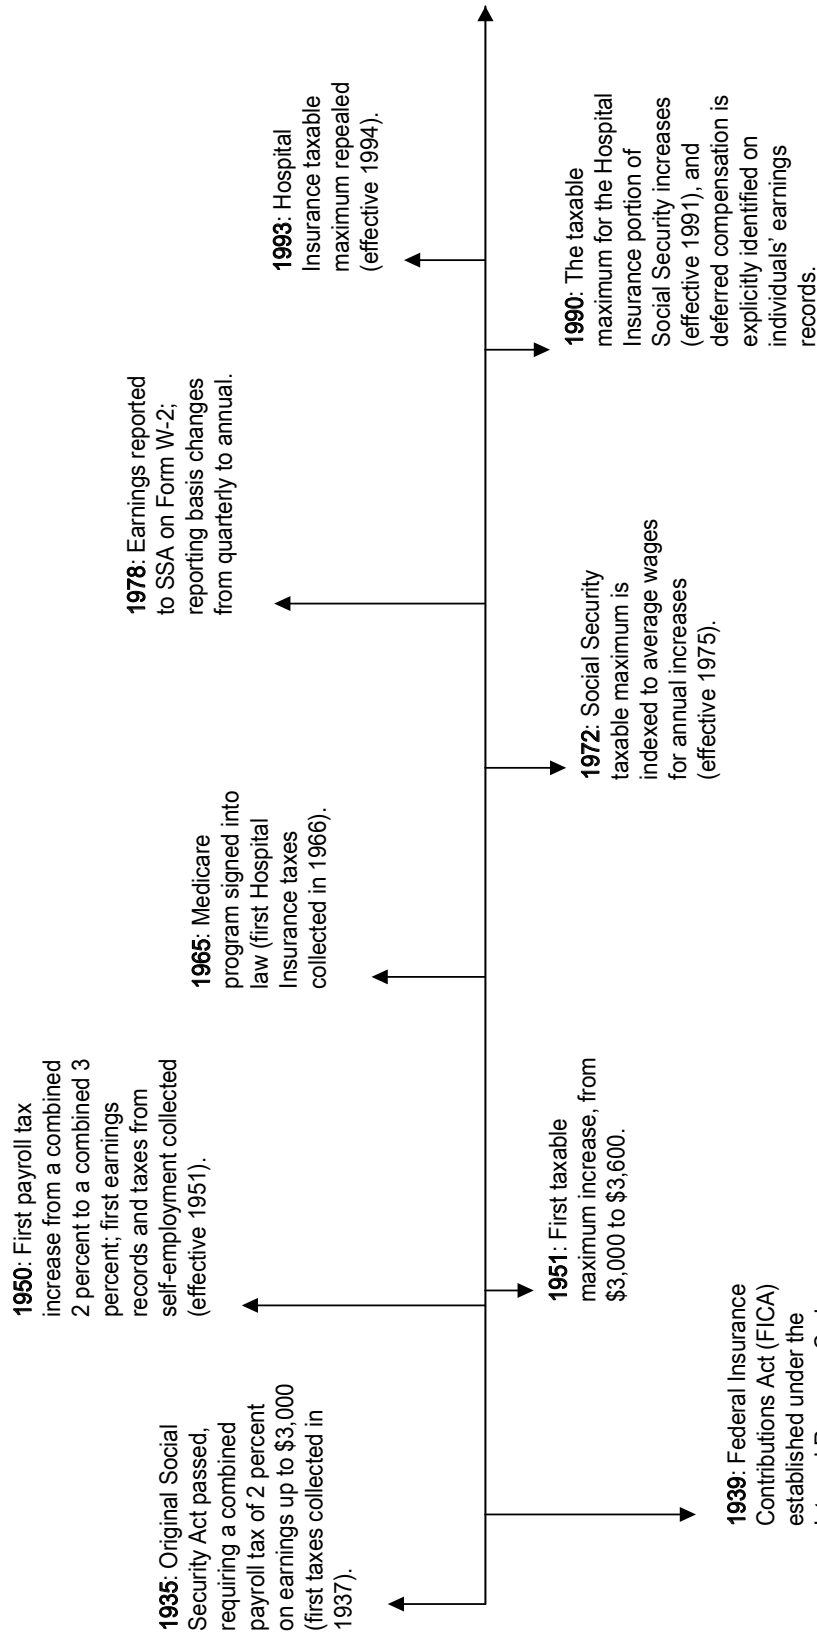 1935: Original Social
Security Act passed,
requiring a combined
payroll tax of 2 percent
on earnings up to $3,000
(first taxes collected in
1937).
1939: Federal Insurance
Contributions Act (FICA)
established under the
1950: First payroll tax
increase from a combined
2 percent to a combined 3
percent; first earnings
records and taxes from
self-employment collected
(effective 1951).
1951: First taxable
maximum increase, from
$3,000 to $3,600.
1965: Medicare
program signed into
law (first Hospital
Insurance taxes
collected in 1966).
1972: Social Security
taxable maximum is
indexed to average wages
for annual increases
(effective 1975).
1978: Earnings reported
to SSA on Form W-2;
reporting basis changes
from quarterly to annual.
1990: The taxable
maximum for the Hospital
Insurance portion of
Social Security increases
(effective 1991), and
deferred compensation is
explicitly identified on
individuals' earnings
records.
1993: Hospital
Insurance taxable
maximum repealed
(effective 1994).